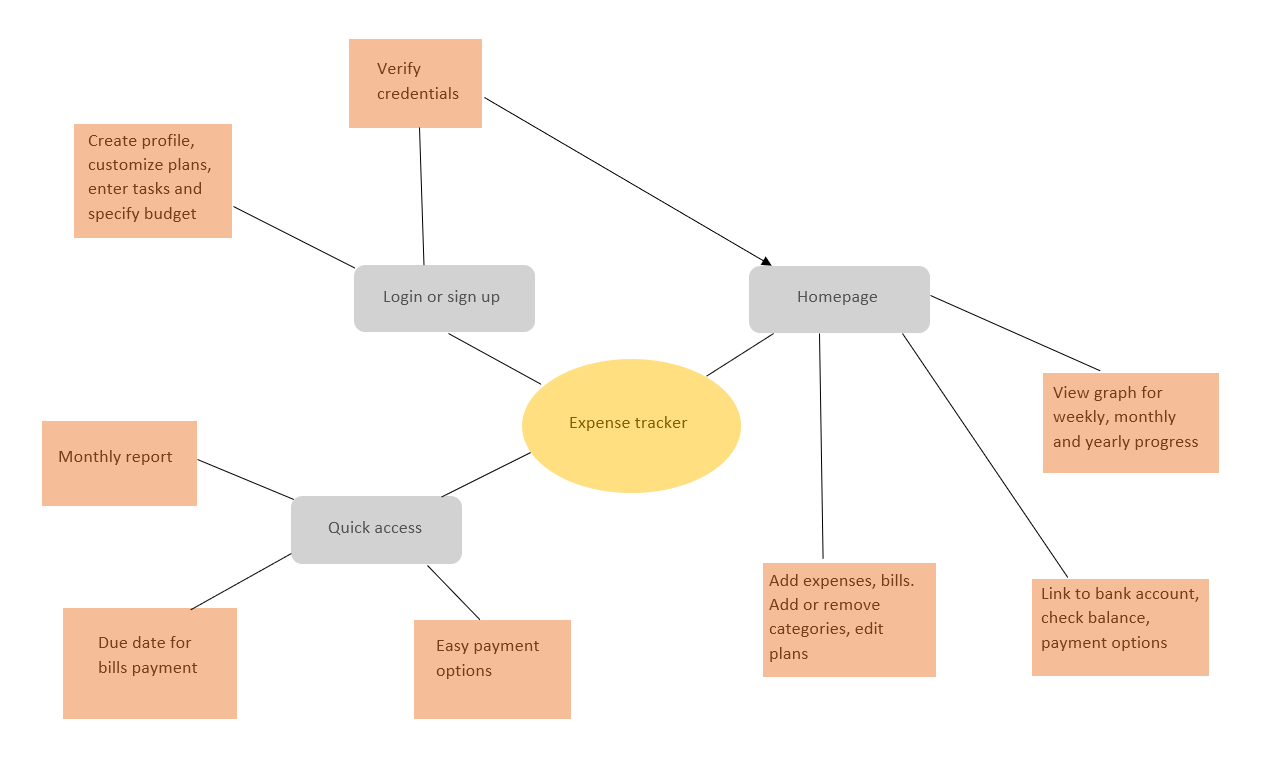 Verify
credentials
Create profile,
customize plans,
enter tasks and
specify budget
Login or sign up
Homepage
View graph for
weekly, monthly
and yearly progress
Expense tracker
Monthly report
Quick access
Add expenses, bills.
Add or remove
categories, edit
plans
Link to bank account,
check balance,
payment options
Due date for
bills payment
Easy payment
options